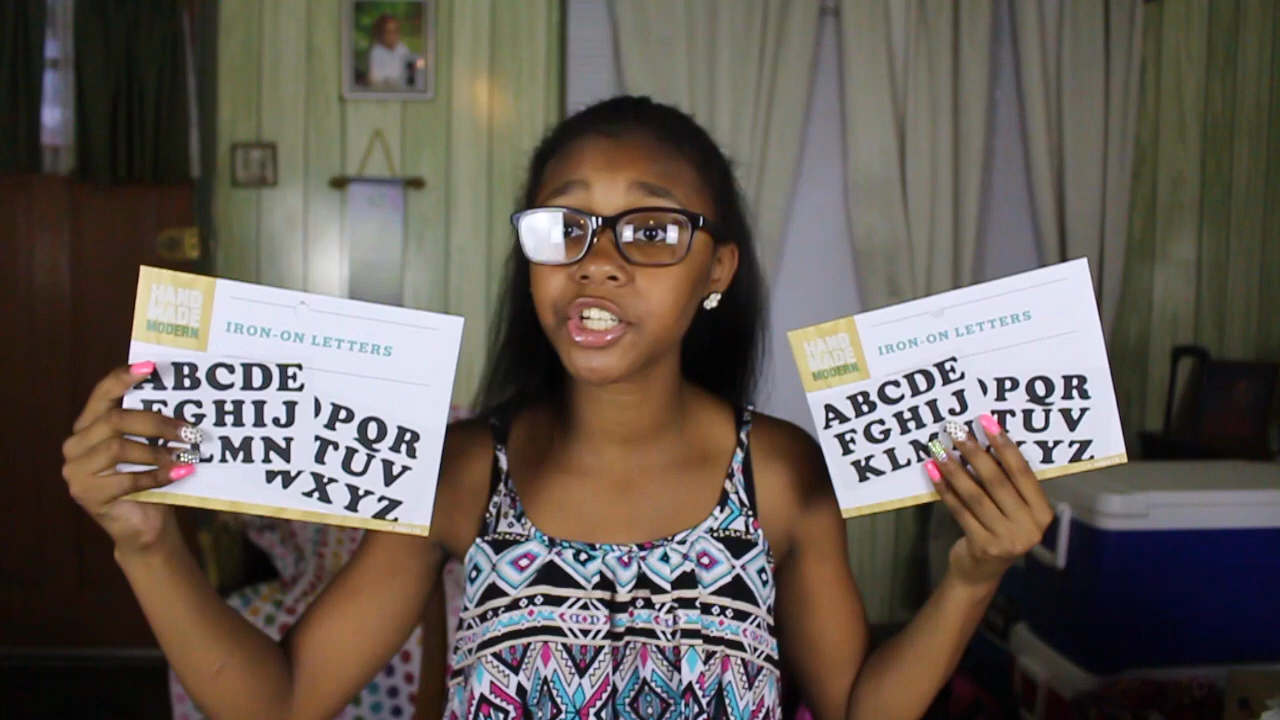 HAND
MADE
MODERN
IRON-ON LETTERS
ABCDE
FGHIJ
LMN
PQR
TUV
WXYZ
HAND
MADE
MODERN
IRON-ON LETTERS
ABCDE
FGHIJ
KLN
OPQR
TUV
XYZ